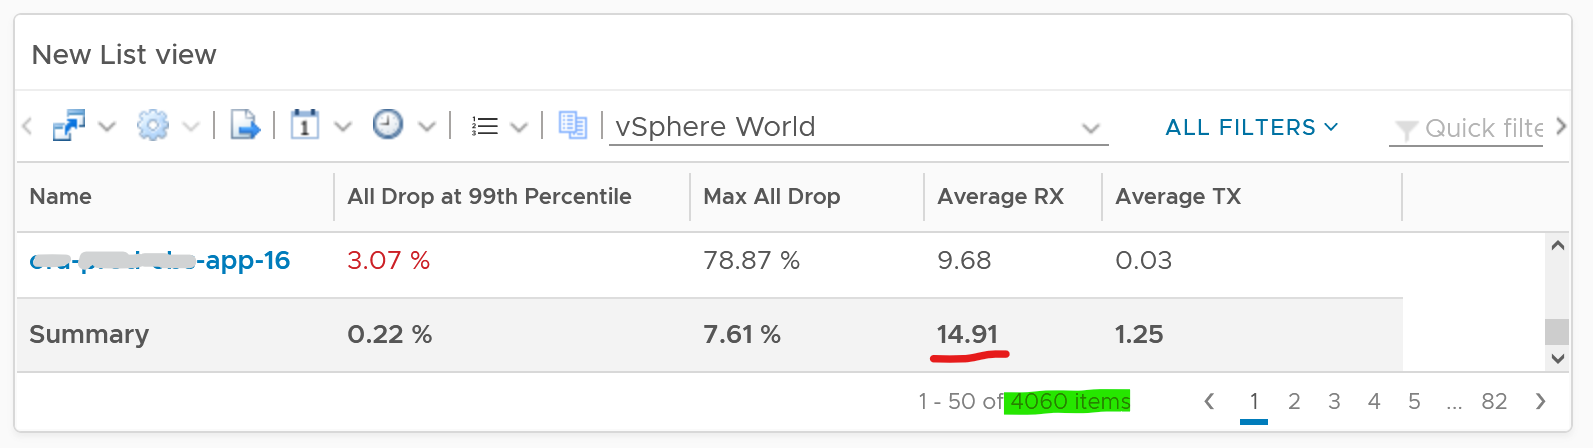 New List view
1 vSphere World ALL FILTERS Quick filte
Name All Drop at 99th Percentile Max All Drop Average RX Average TX
-app-16 3.07 % 78.87 % 9.68 0.03
Summary 0.22 % 7.61 % 14.91 1.25
1 - 50 of 4060 items 1 2 3 4 5 ... 82